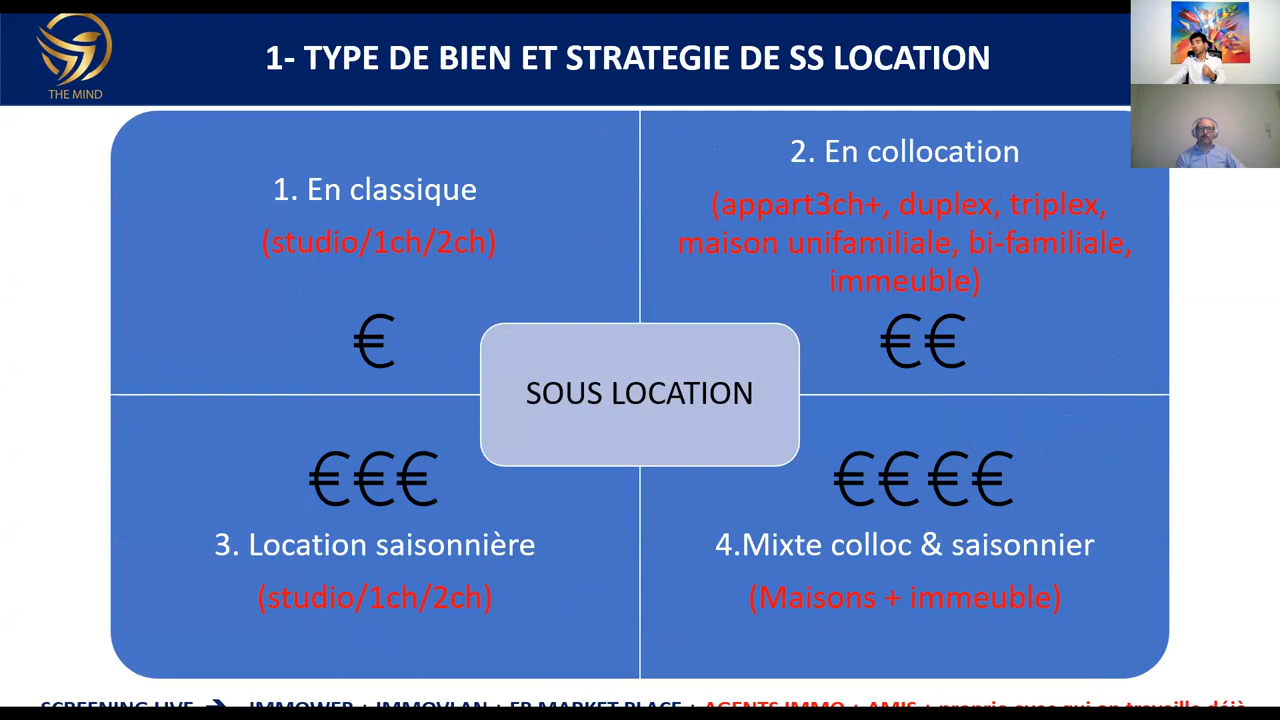 THE MIND
1- TYPE DE BIEN ET STRATEGIE DE SS LOCATION
1. En classique
(studio/1ch/2ch)
€
2. En collocation
(appart3ch+, duplex, triplex,
maison unifamiliale, bi-familiale,
immeuble)
€€
SOUS LOCATION
€€€
3. Location saisonnière
(studio/1ch/2ch)
€€€€
4.Mixte colloc & saisonnier
(Maisons + immeuble)
SCREENING LIVE → IMMOWEB + IMMOVLAN + FB MARKET PLACE + AGENTS IMMO + AMIS + proprio avec qui on travaille déjà